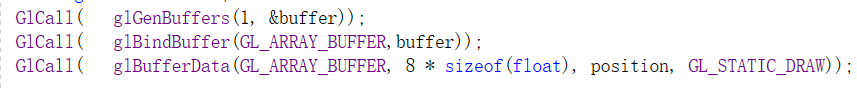 GlCall(   glGenBuffers(1, &buffer));
GlCall(   glBindBuffer(GL_ARRAY_BUFFER,buffer));
GlCall(   glBufferData(GL_ARRAY_BUFFER, 8 * sizeof(float), position, GL_STATIC_DRAW));